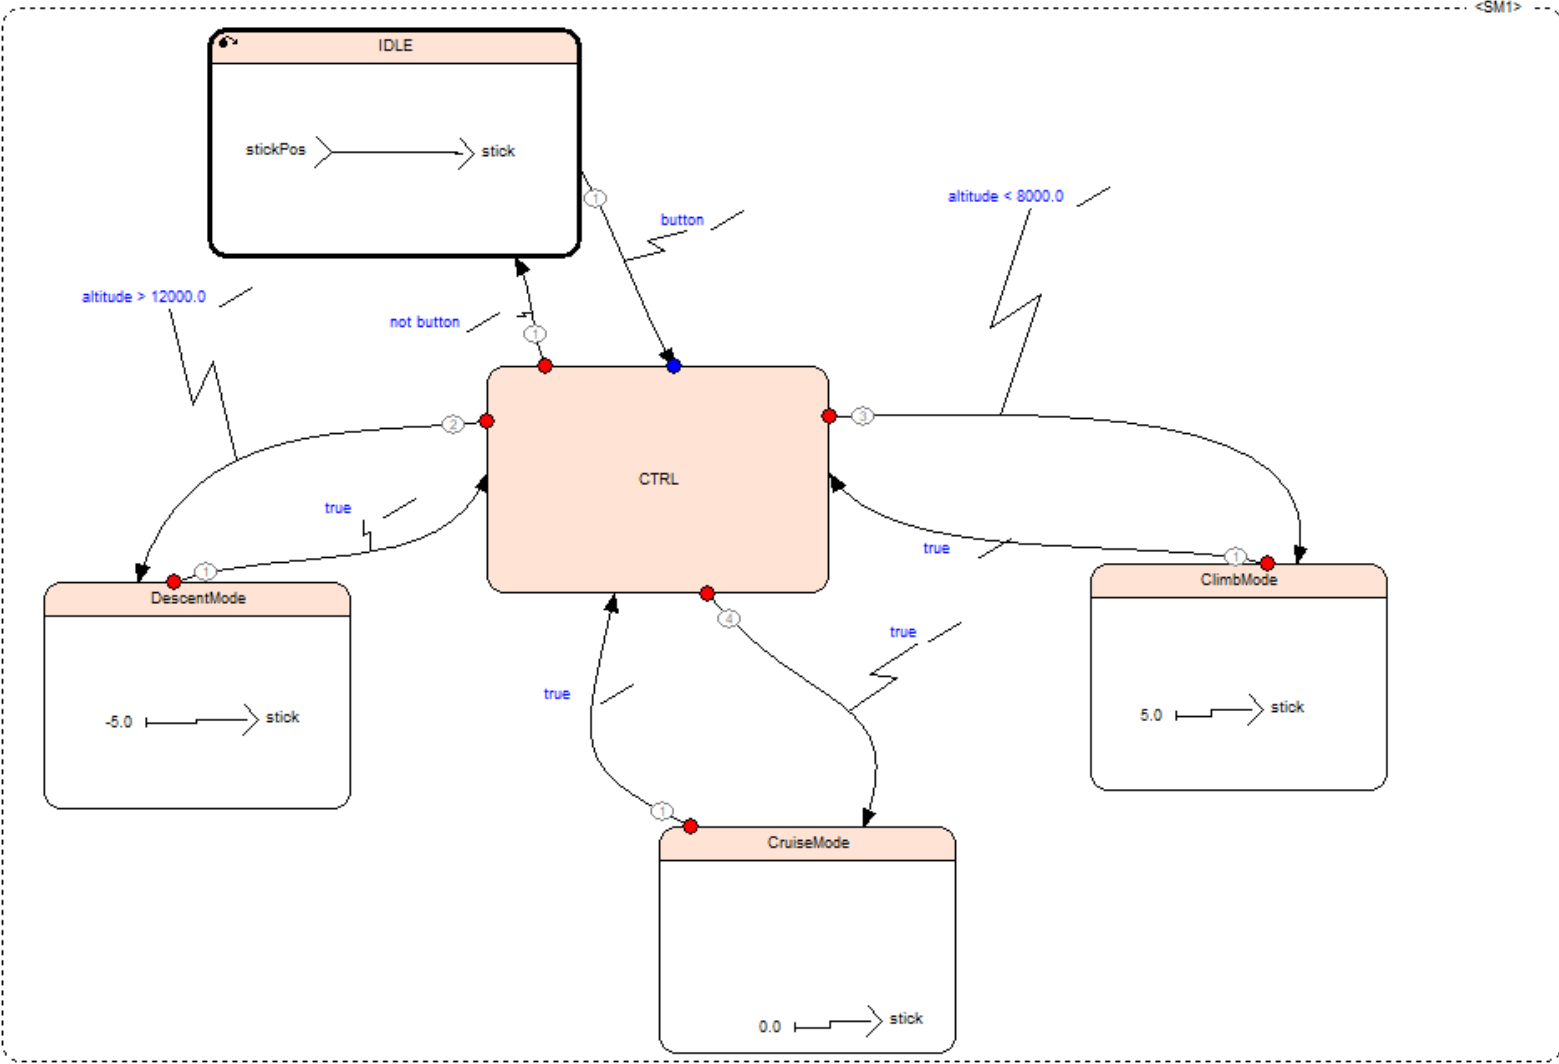 <SM1>
IDLE
stickPos
stick
1
button
altitude < 8000.0
altitude > 12000.0
not button
1
2
3
CTRL
true
1
true
1
DescentMode
ClimbMode
4
true
true
-5.0
stick
5.0
stick
1
CruiseMode
0.0
stick